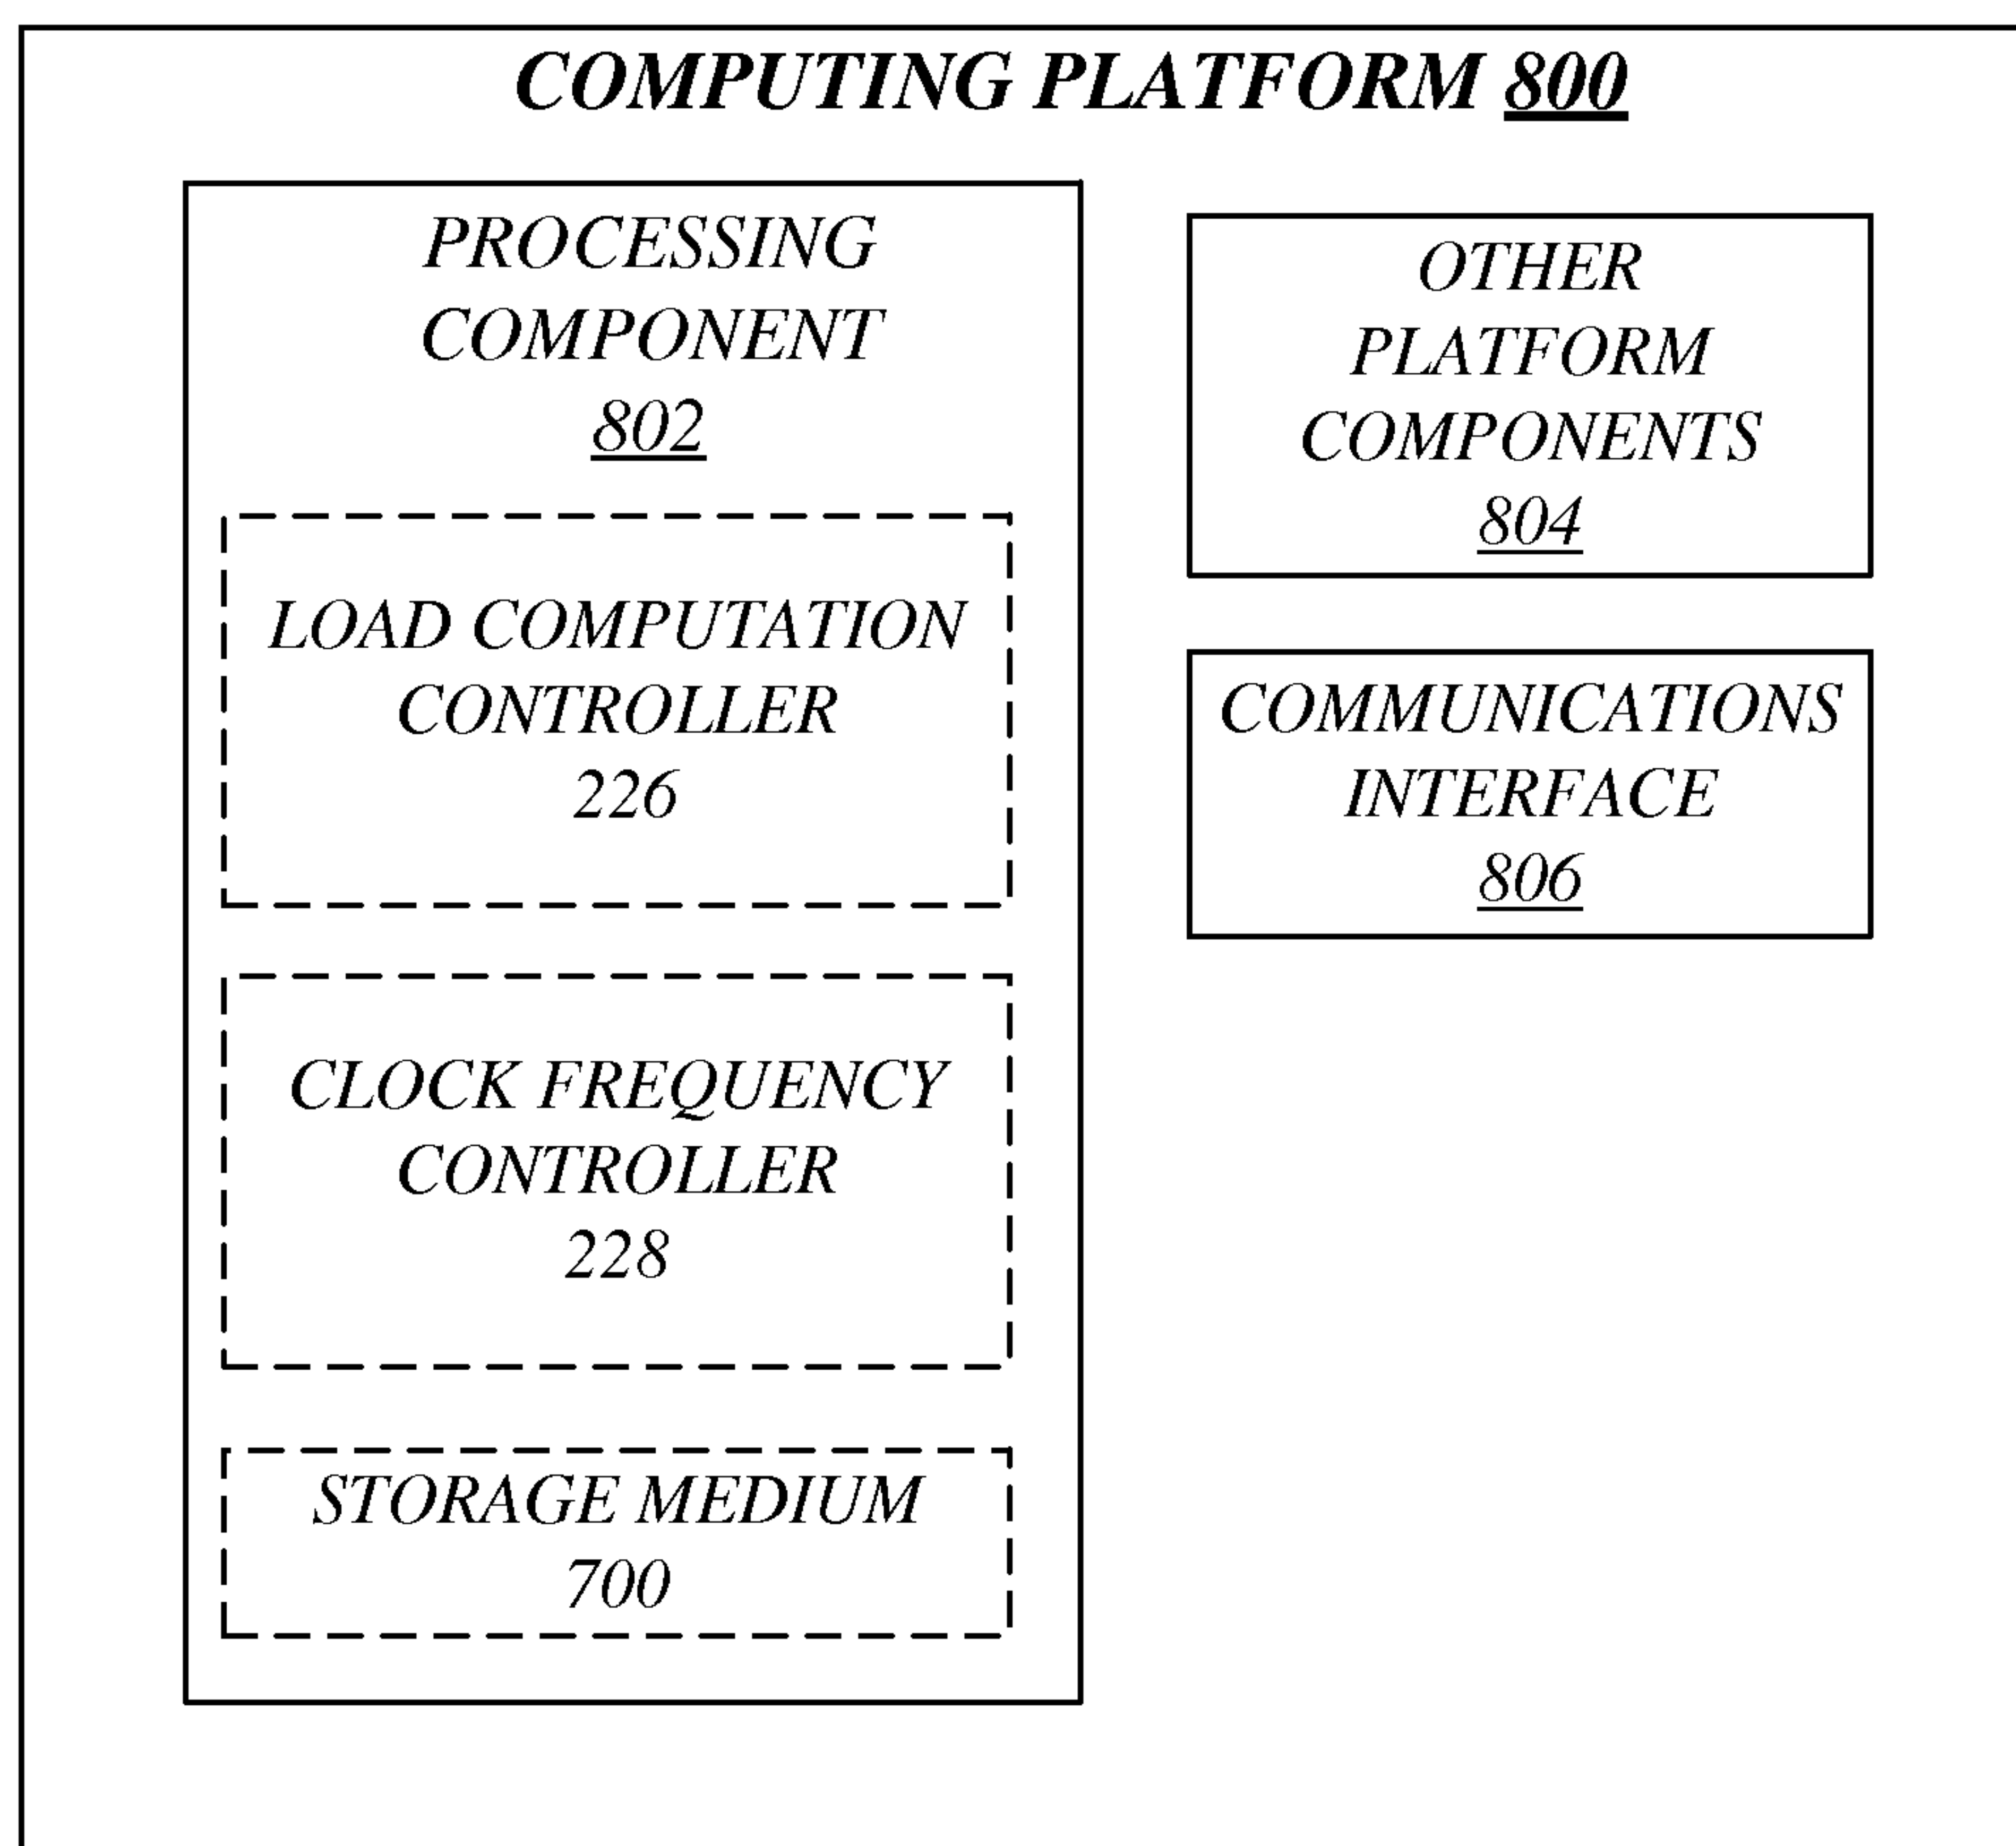 COMPUTING PLATFORM 800
PROCESSING
COMPONENT
802
LOAD COMPUTATION
CONTROLLER
226
CLOCK FREQUENCY
CONTROLLER
228
STORAGE MEDIUM
700
OTHER
PLATFORM
COMPONENTS
804
COMMUNICATIONS
INTERFACE
806